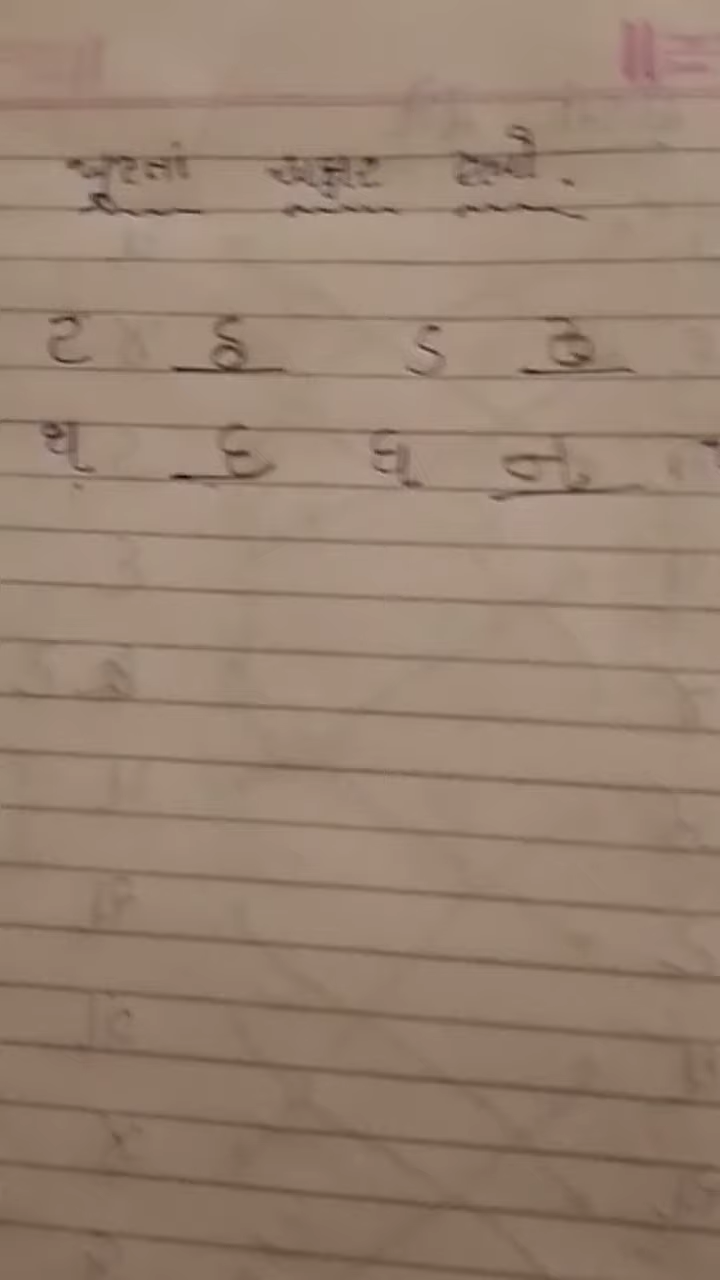 ખૂટતાં અક્ષર લખો.
ટ ઠ ડ ઢ
થ દ ધ ન